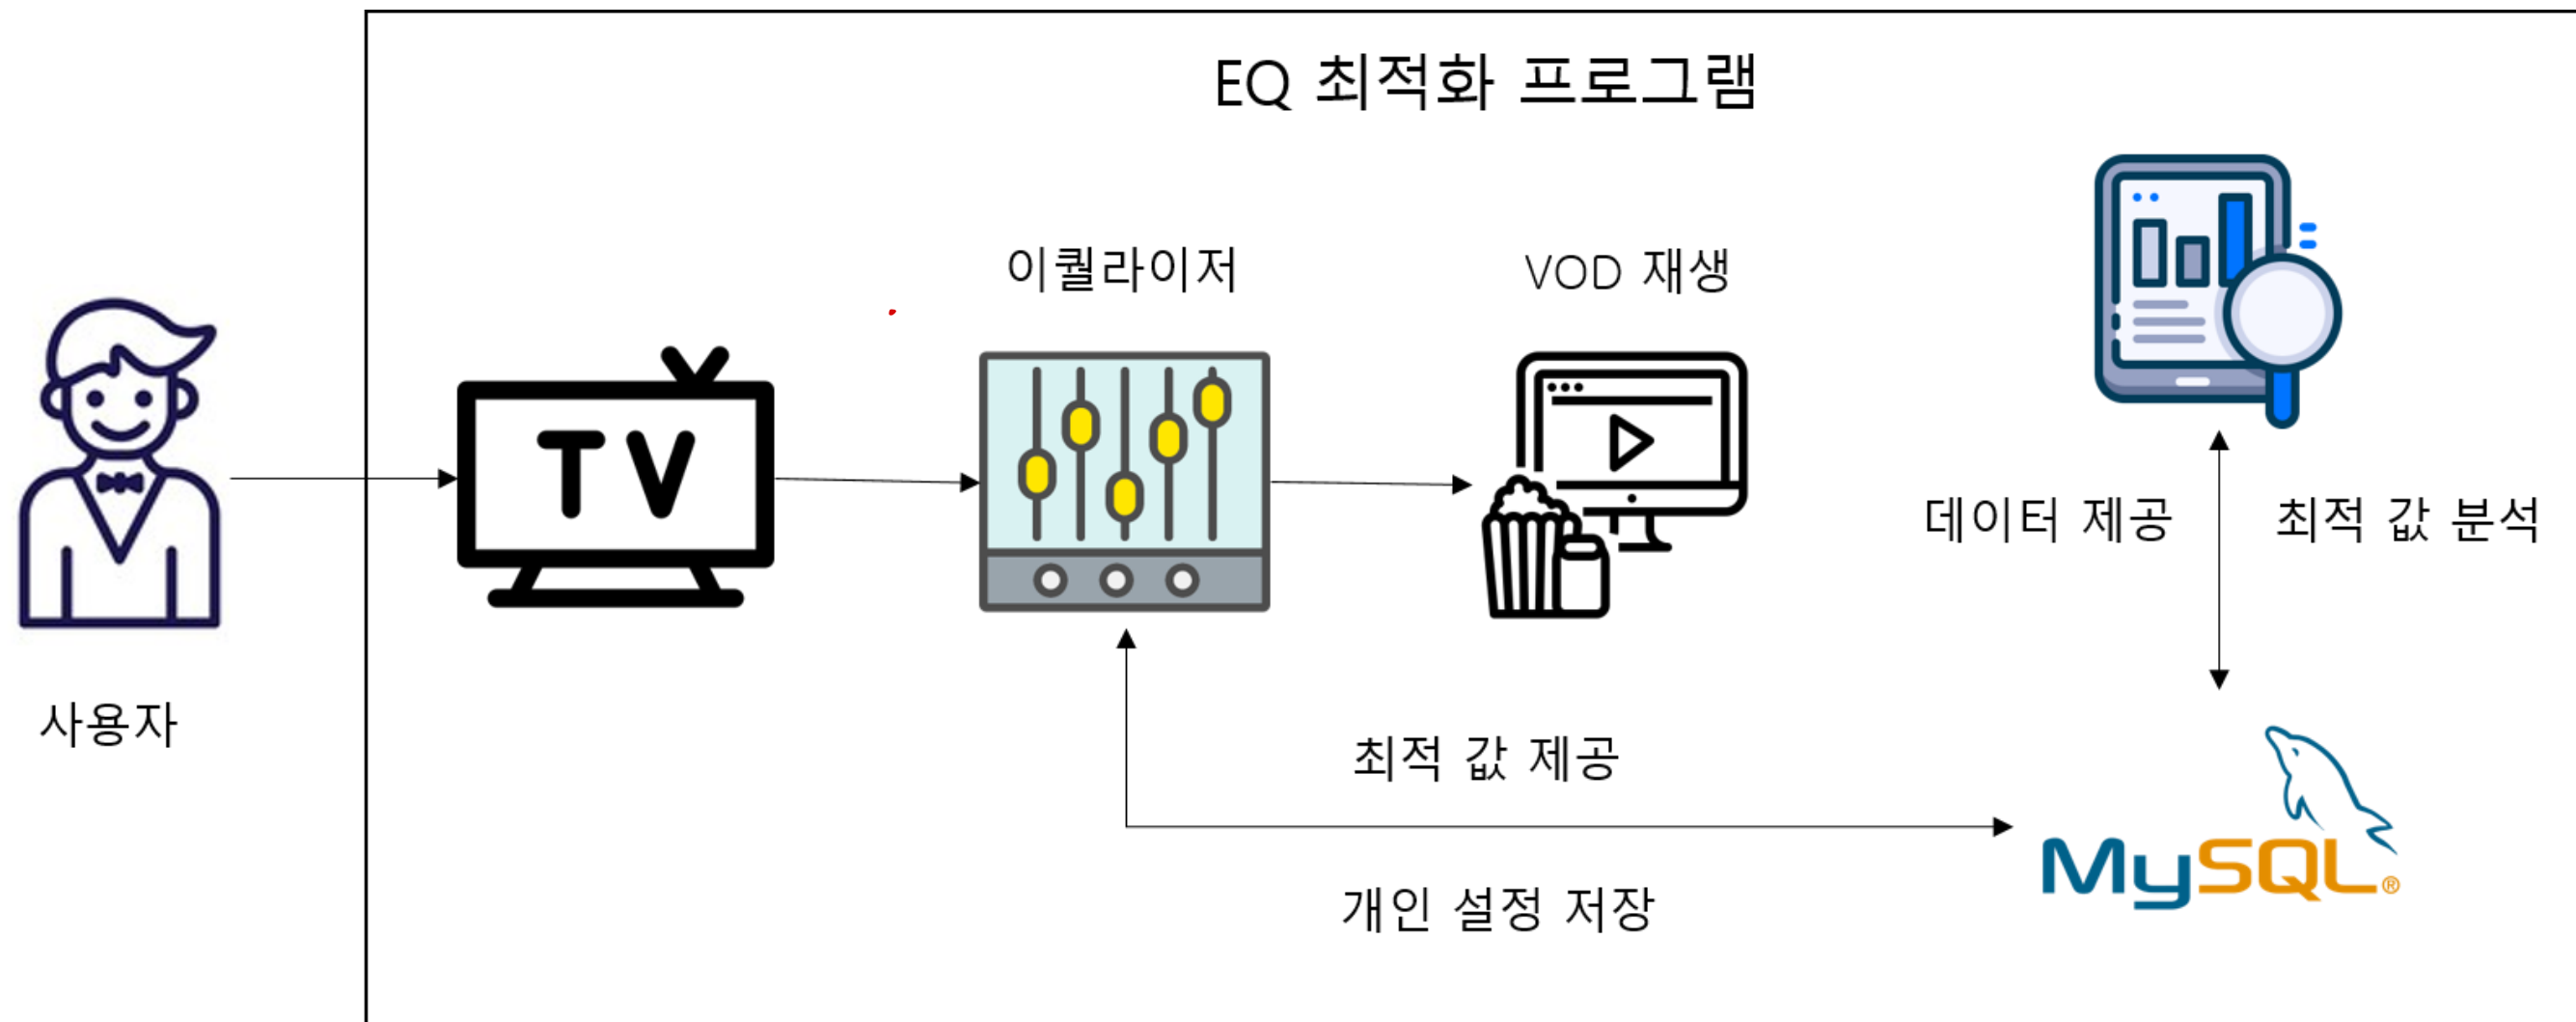 EQ 최적화 프로그램
이퀄라이저
VOD 재생
TV
데이터 제공
최적 값 분석
사용자
최적 값 제공
개인 설정 저장
MySQL®